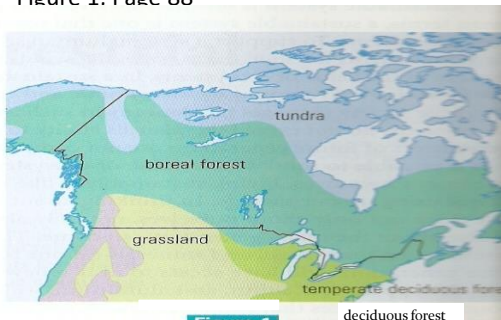 Figure 1. Page 88
tundra
boreal forest
grassland
temperate deciduous fore
deciduous forest